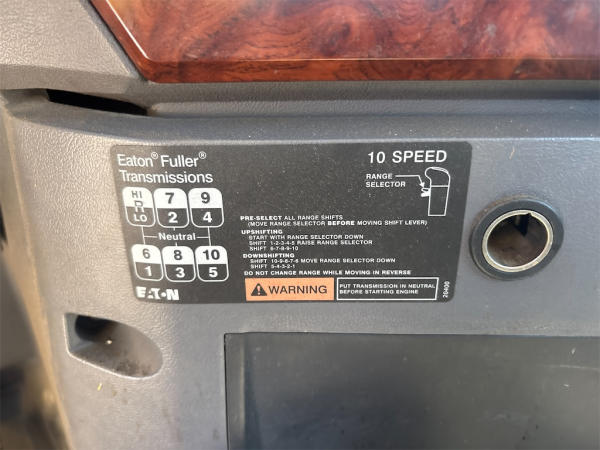 Eaton® Fuller®
Transmissions
10 SPEED
RANGE
SELECTOR
HI 7 9
LO 2 4
Neutral
6 8 10
1 3 5
PRE-SELECT ALL RANGE SHIFTS
(MOVE RANGE SELECTOR BEFORE MOVING SHIFT LEVER)
UPSHIFTING
START WITH RANGE SELECTOR DOWN
SHIFT 1-2-3-4-5 RAISE RANGE SELECTOR
SHIFT 6-7-8-9-10
DOWNSHIFTING
SHIFT 10-9-8-7-6 MOVE RANGE SELECTOR DOWN
SHIFT 5-4-3-2-1
DO NOT CHANGE RANGE WHILE MOVING IN REVERSE
EATON
WARNING
PUT TRANSMISSION IN NEUTRAL
BEFORE STARTING ENGINE